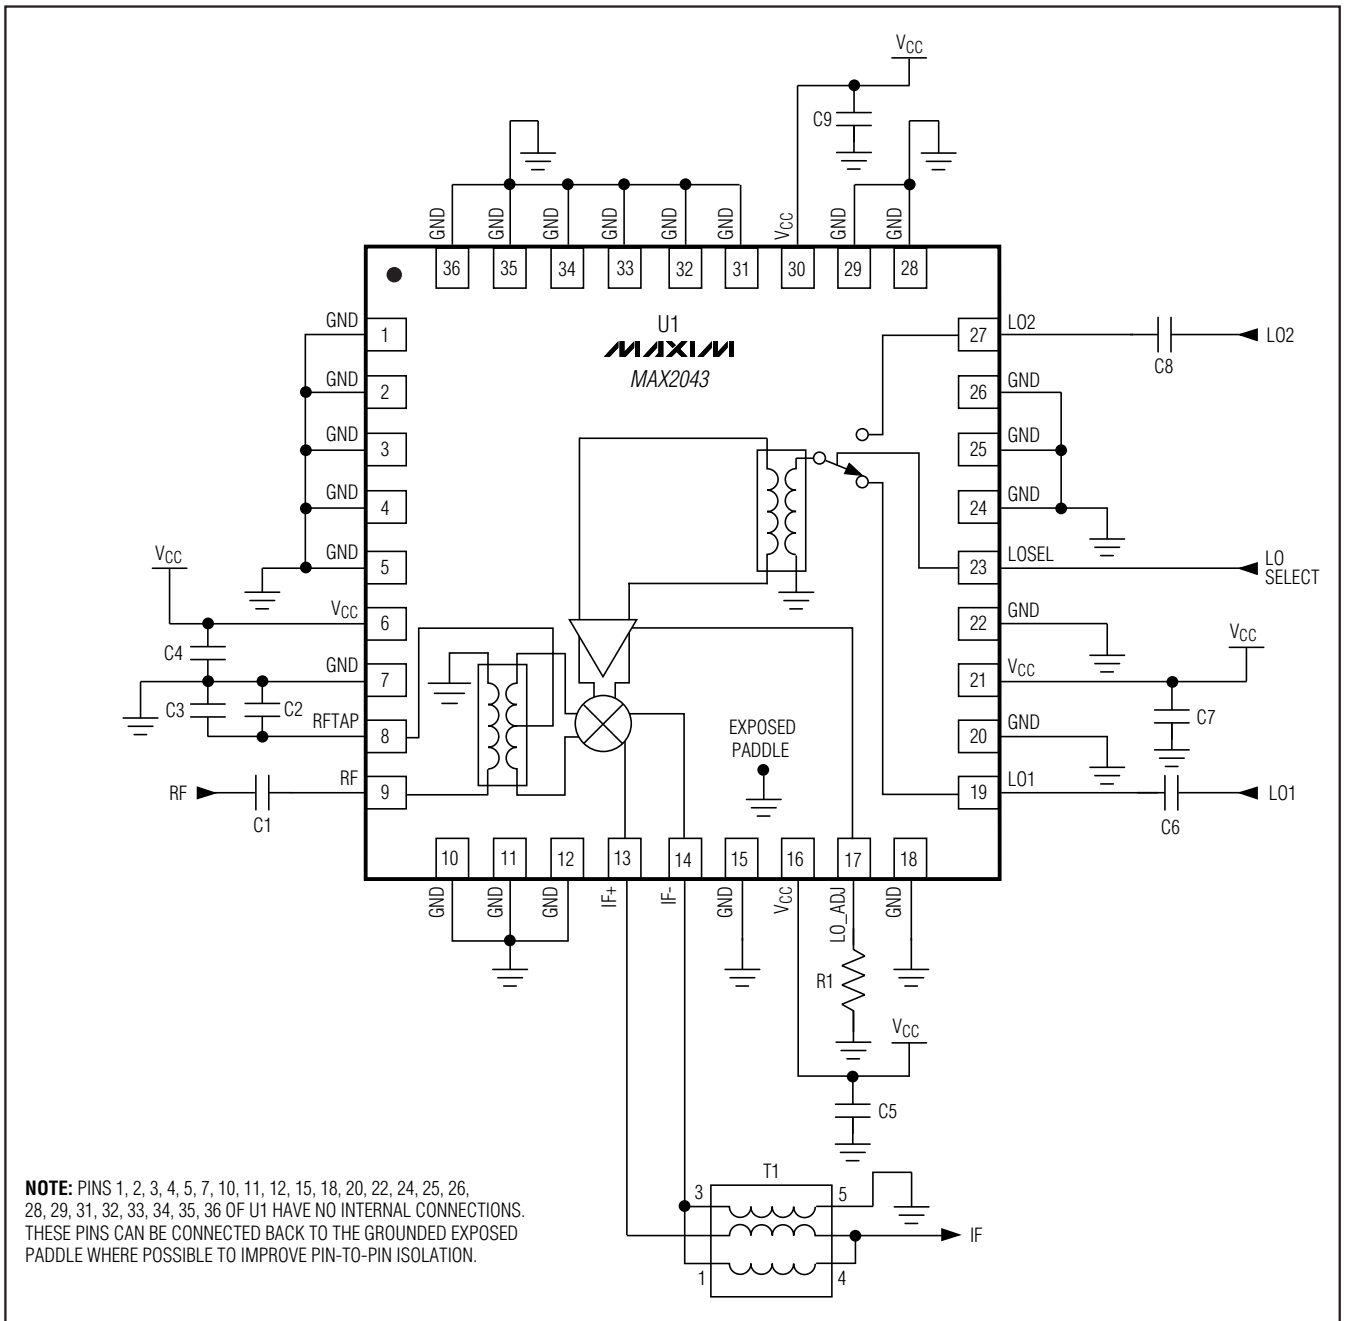 VCC
C9
GND
GND
GND
GND
GND
GND
VCC
GND
GND
36
35
34
33
32
31
30
29
28
U1
MAXIM
MAX2043
GND
1
GND
2
GND
3
GND
4
GND
5
VCC
VCC
6
C4
GND
7
C3
C2
RFTAP
8
RF
RF
9
C1
27
LO2
LO2
C8
26
GND
25
GND
24
GND
23
LOSEL
LO
SELECT
22
GND
VCC
21
VCC
C7
20
GND
19
LO1
LO1
C6
EXPOSED
PADDLE
10
11
12
13
14
15
16
17
18
GND
GND
GND
IF+
IF-
GND
VCC
LO_ADJ
GND
R1
VCC
C5
T1
3
5
IF
1
4
NOTE: PINS 1, 2, 3, 4, 5, 7, 10, 11, 12, 15, 18, 20, 22, 24, 25, 26,
28, 29, 31, 32, 33, 34, 35, 36 OF U1 HAVE NO INTERNAL CONNECTIONS.
THESE PINS CAN BE CONNECTED BACK TO THE GROUNDED EXPOSED
PADDLE WHERE POSSIBLE TO IMPROVE PIN-TO-PIN ISOLATION.